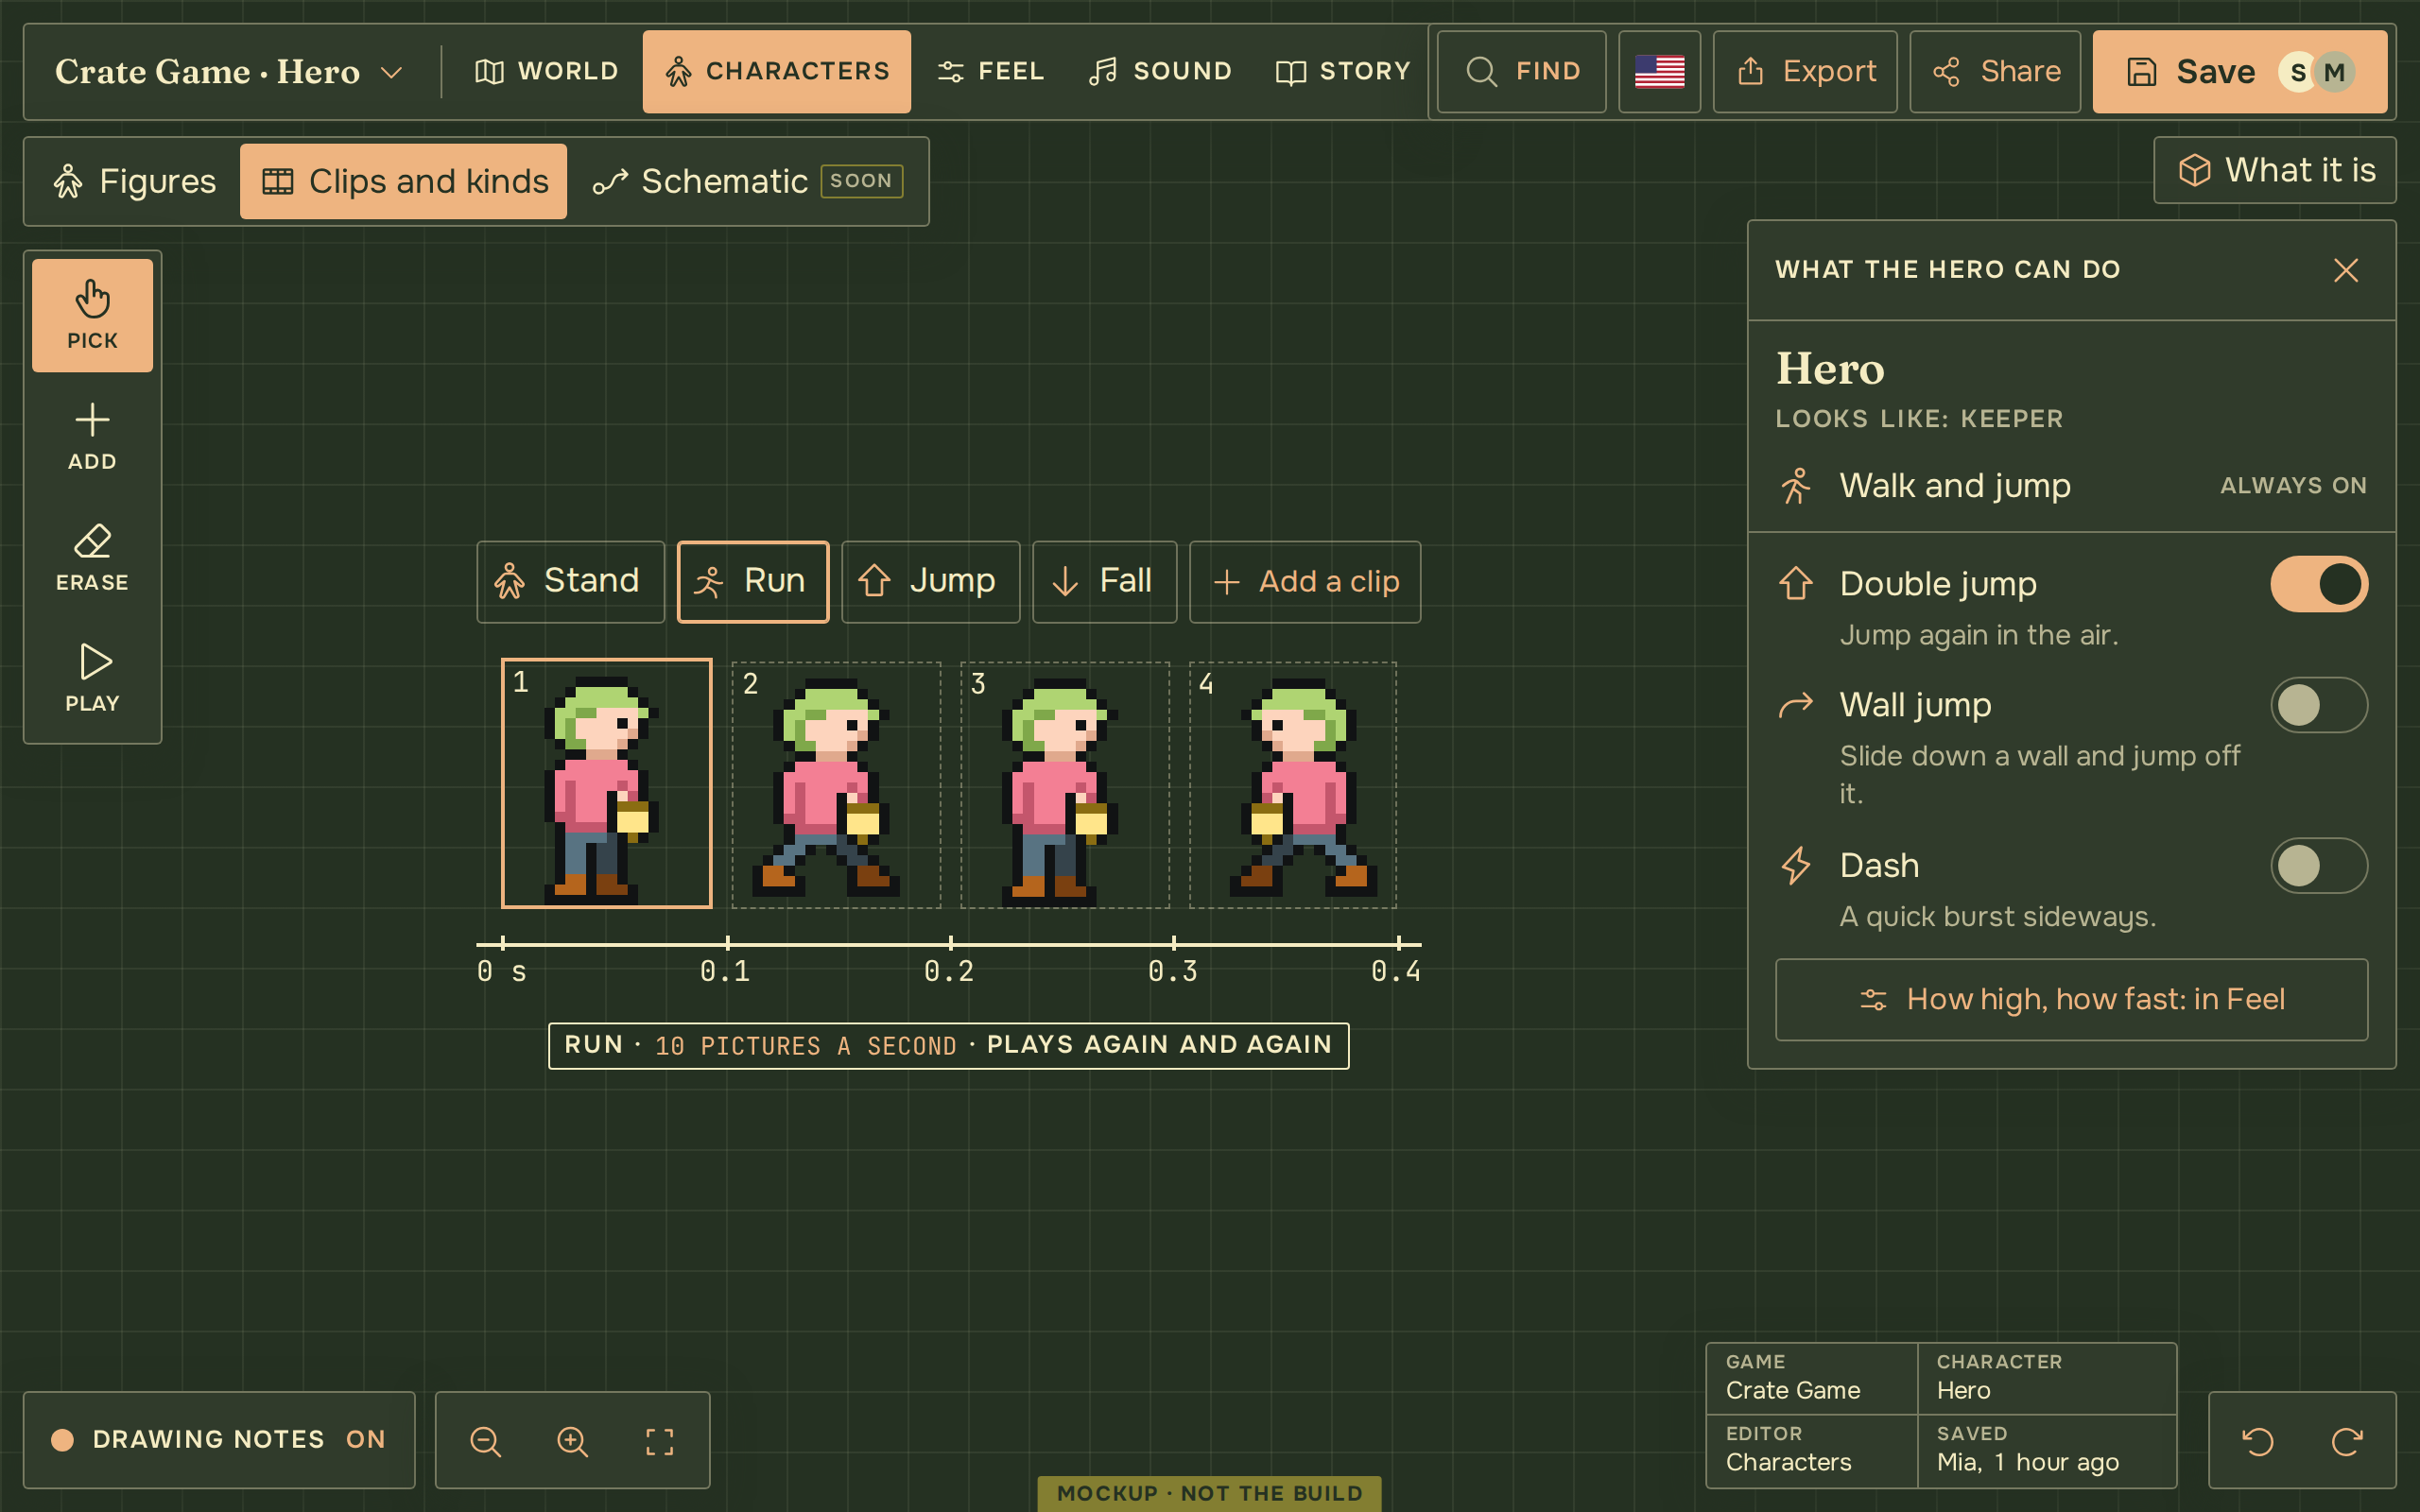 Crate Game · Hero
WORLD
CHARACTERS
FEEL
SOUND
STORY
FIND
Export
Share
Save
S
M
Figures
Clips and kinds
Schematic
SOON
What it is
PICK
ADD
ERASE
PLAY
WHAT THE HERO CAN DO
Hero
LOOKS LIKE: KEEPER
Walk and jump
ALWAYS ON
Double jump
Jump again in the air.
Wall jump
Slide down a wall and jump off
it.
Dash
A quick burst sideways.
How high, how fast: in Feel
Stand
Run
Jump
Fall
Add a clip
1
2
3
4
0 s
0.1
0.2
0.3
0.4
RUN · 10 PICTURES A SECOND · PLAYS AGAIN AND AGAIN
DRAWING NOTES ON
GAME
Crate Game
CHARACTER
Hero
EDITOR
Characters
SAVED
Mia, 1 hour ago
MOCKUP · NOT THE BUILD